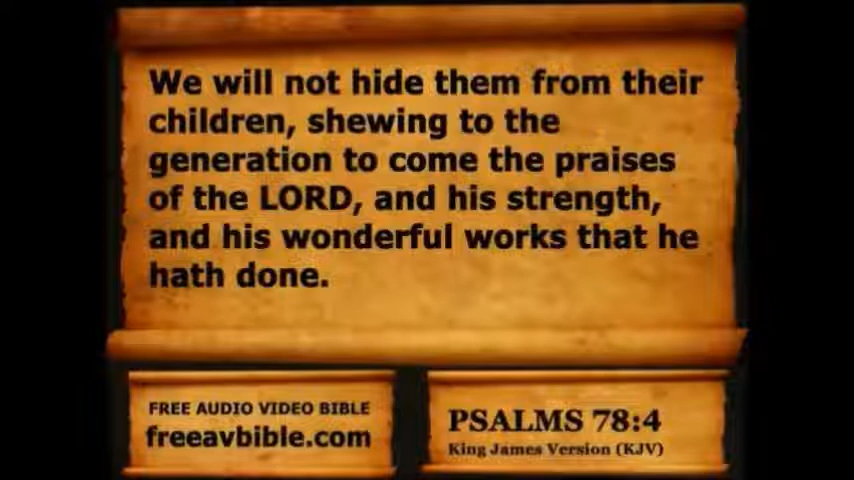 We will not hide them from their
children, shewing to the
generation to come the praises
of the LORD, and his strength,
and his wonderful works that he
hath done.
FREE AUDIO VIDEO BIBLE
freeavbible.com
PSALMS 78:4
King James Version (KJV)